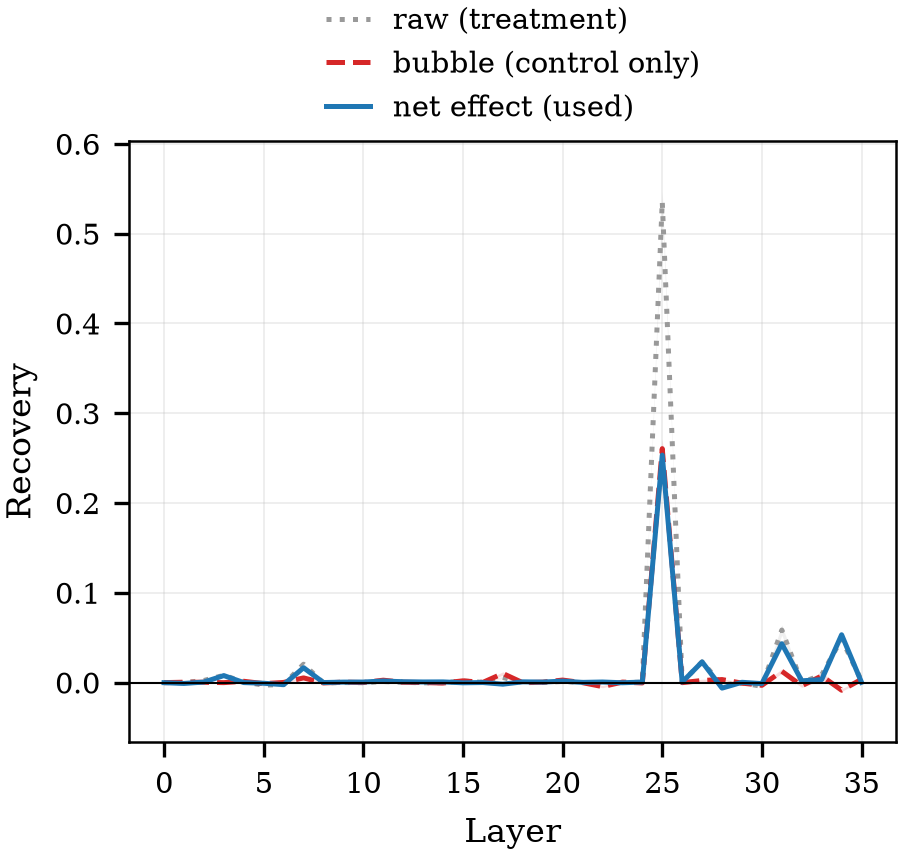 raw (treatment)
bubble (control only)
net effect (used)
0.6
0.5
0.4
0.3
0.2
0.1
0.0
Recovery
0 5 10 15 20 25 30 35
Layer